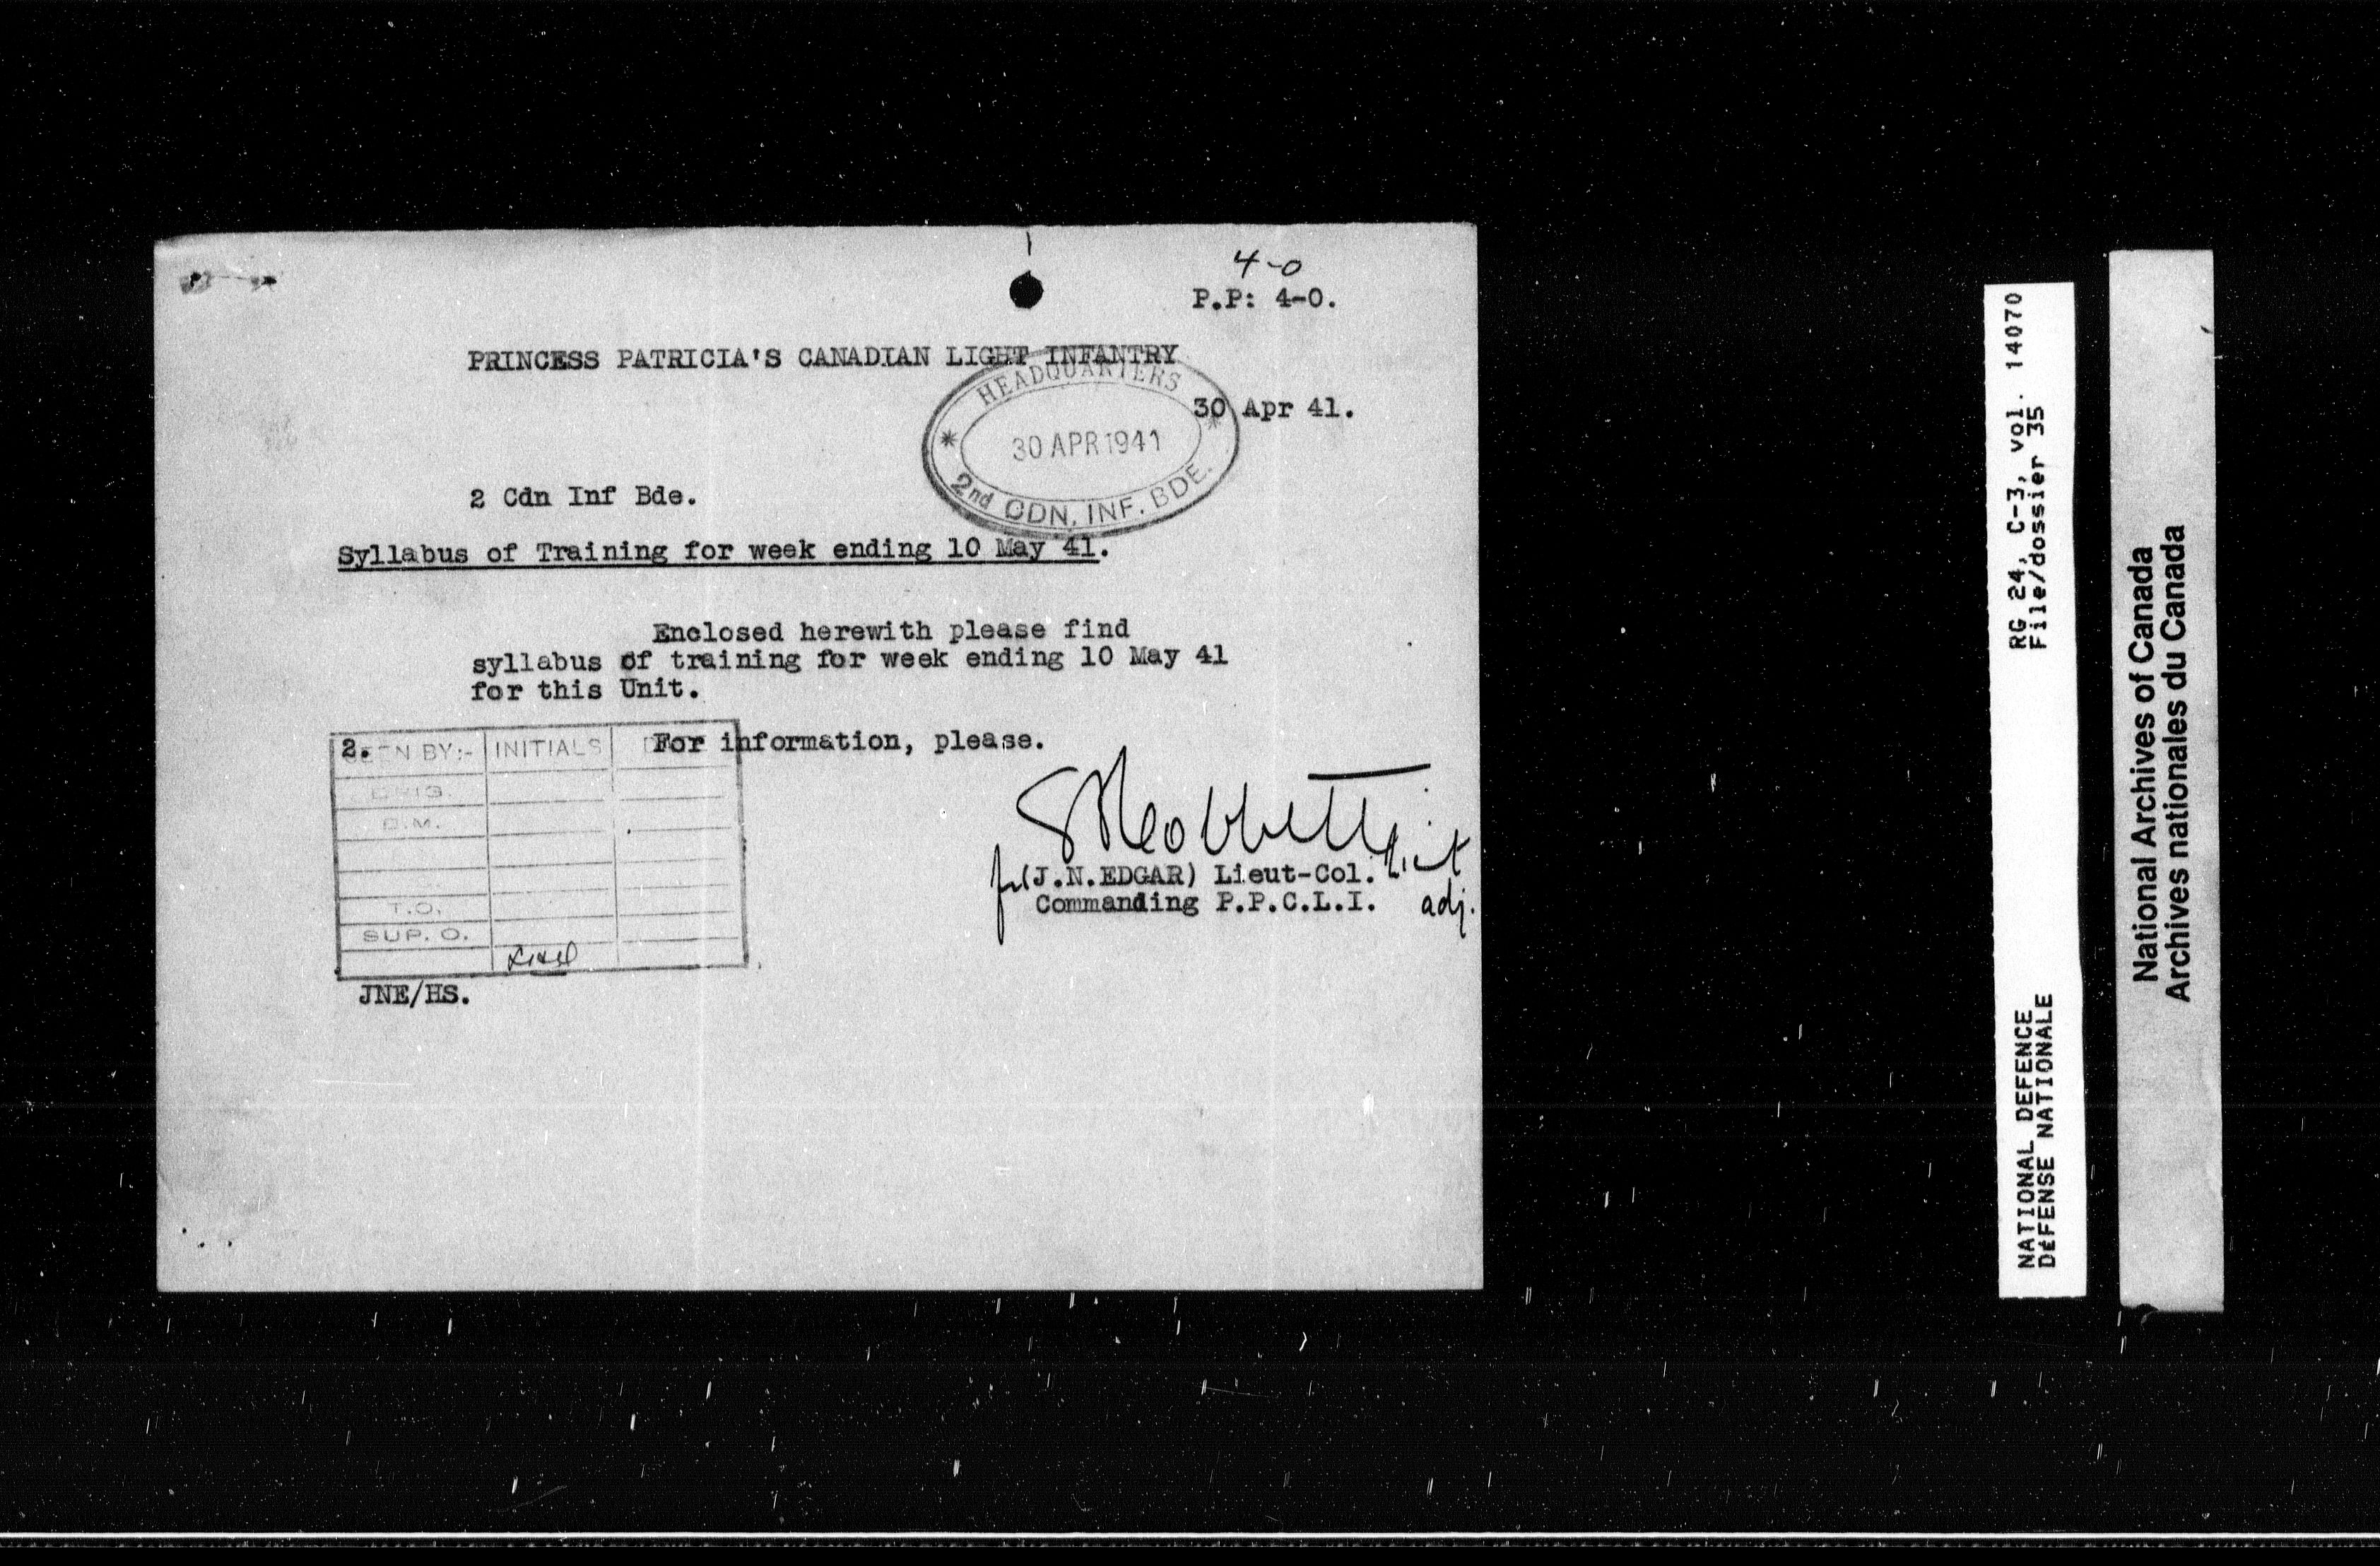 4-0
P.P: 4-0.
PRINCESS PATRICIA'S CANADIAN LIGHT INFANTRY
HEADQUARTERS
30 APR 1941
2nd CDN. INF. BDE.
30 Apr 41.
2 Cdn Inf Bde.
Syllabus of Training for week ending 10 May 41.
Enclosed herewith please find
syllabus of training for week ending 10 May 41
for this Unit.
2. For information, please.
SEEN BY:- INITIALS
BRIG.
B.M.
T.O.
SUP. O.
Lieut
for (J.N.EDGAR) Lieut-Col.
Commanding P.P.C.L.I. adj.
JNE/HS.
RG 24, C-3, vol. 14070
File/dossier 35
NATIONAL DEFENCE
DéFENSE NATIONALE
National Archives of Canada
Archives nationales du Canada